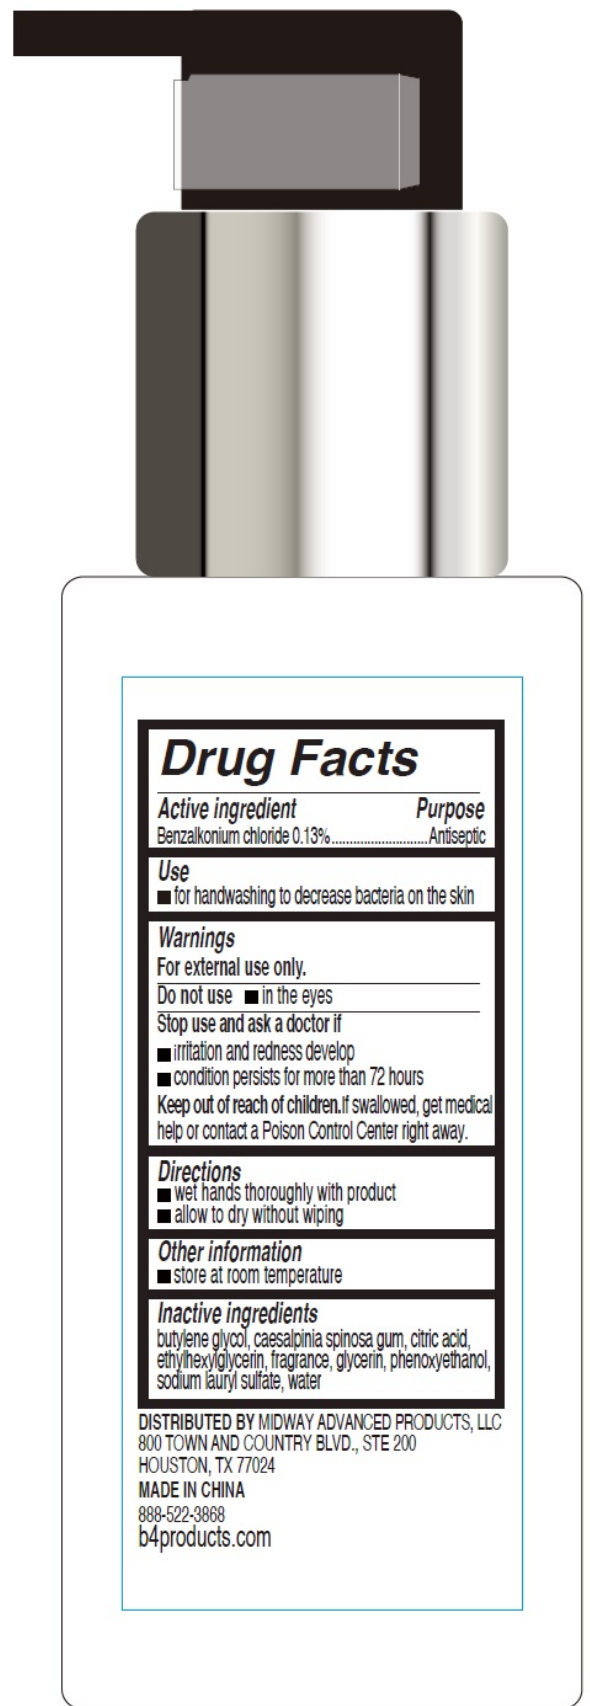 Drug Facts
Active ingredient Purpose
Benzalkonium chloride 0.13%...........................Antiseptic
Use
■ for handwashing to decrease bacteria on the skin
Warnings
For external use only.
Do not use ■ in the eyes
Stop use and ask a doctor if
■ irritation and redness develop
■ condition persists for more than 72 hours
Keep out of reach of children.If swallowed, get medical
help or contact a Poison Control Center right away.
Directions
■ wet hands thoroughly with product
■ allow to dry without wiping
Other information
■ store at room temperature
Inactive ingredients
butylene glycol, caesalpinia spinosa gum, citric acid,
ethylhexylglycerin, fragrance, glycerin, phenoxyethanol,
sodium lauryl sulfate, water
DISTRIBUTED BY MIDWAY ADVANCED PRODUCTS, LLC
800 TOWN AND COUNTRY BLVD., STE 200
HOUSTON, TX 77024
MADE IN CHINA
888-522-3868
b4products.com